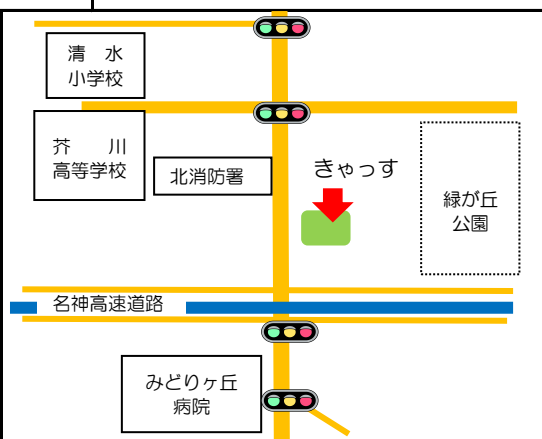 清　水
小学校
芥　　川
高等学校
北消防署
きゃっす
緑が丘
公園
名神高速道路
みどりヶ丘
病院